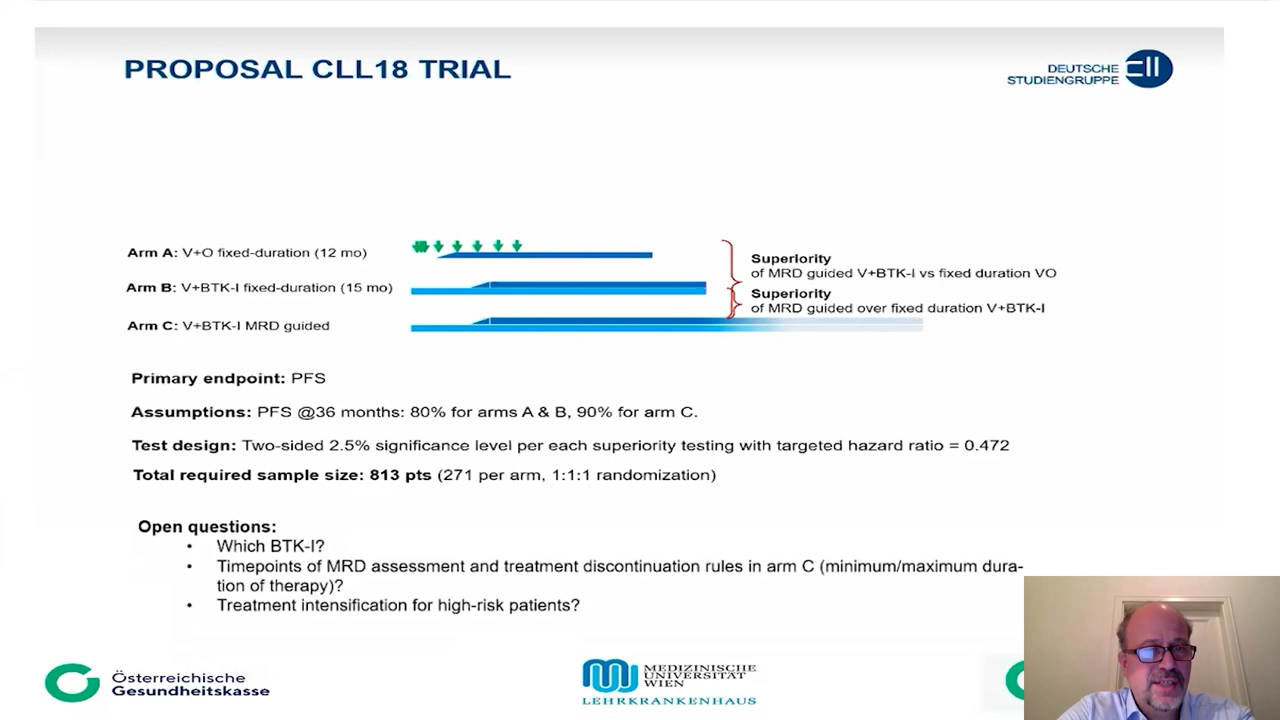 PROPOSAL CLL18 TRIAL
DEUTSCHE
STUDIENGRUPPE
CLL
Arm A: V+O fixed-duration (12 mo)
Arm B: V+BTK-I fixed-duration (15 mo)
Arm C: V+BTK-I MRD guided
Superiority
of MRD guided V+BTK-I vs fixed duration VO
Superiority
of MRD guided over fixed duration V+BTK-I
Primary endpoint: PFS
Assumptions: PFS @36 months: 80% for arms A & B, 90% for arm C.
Test design: Two-sided 2.5% significance level per each superiority testing with targeted hazard ratio = 0.472
Total required sample size: 813 pts (271 per arm, 1:1:1 randomization)
Open questions:
• Which BTK-I?
• Timepoints of MRD assessment and treatment discontinuation rules in arm C (minimum/maximum dura-
tion of therapy)?
• Treatment intensification for high-risk patients?
Österreichische
Gesundheitskasse
MEDIZINISCHE
UNIVERSITÄT
WIEN
LEHRKRANKENHAUS